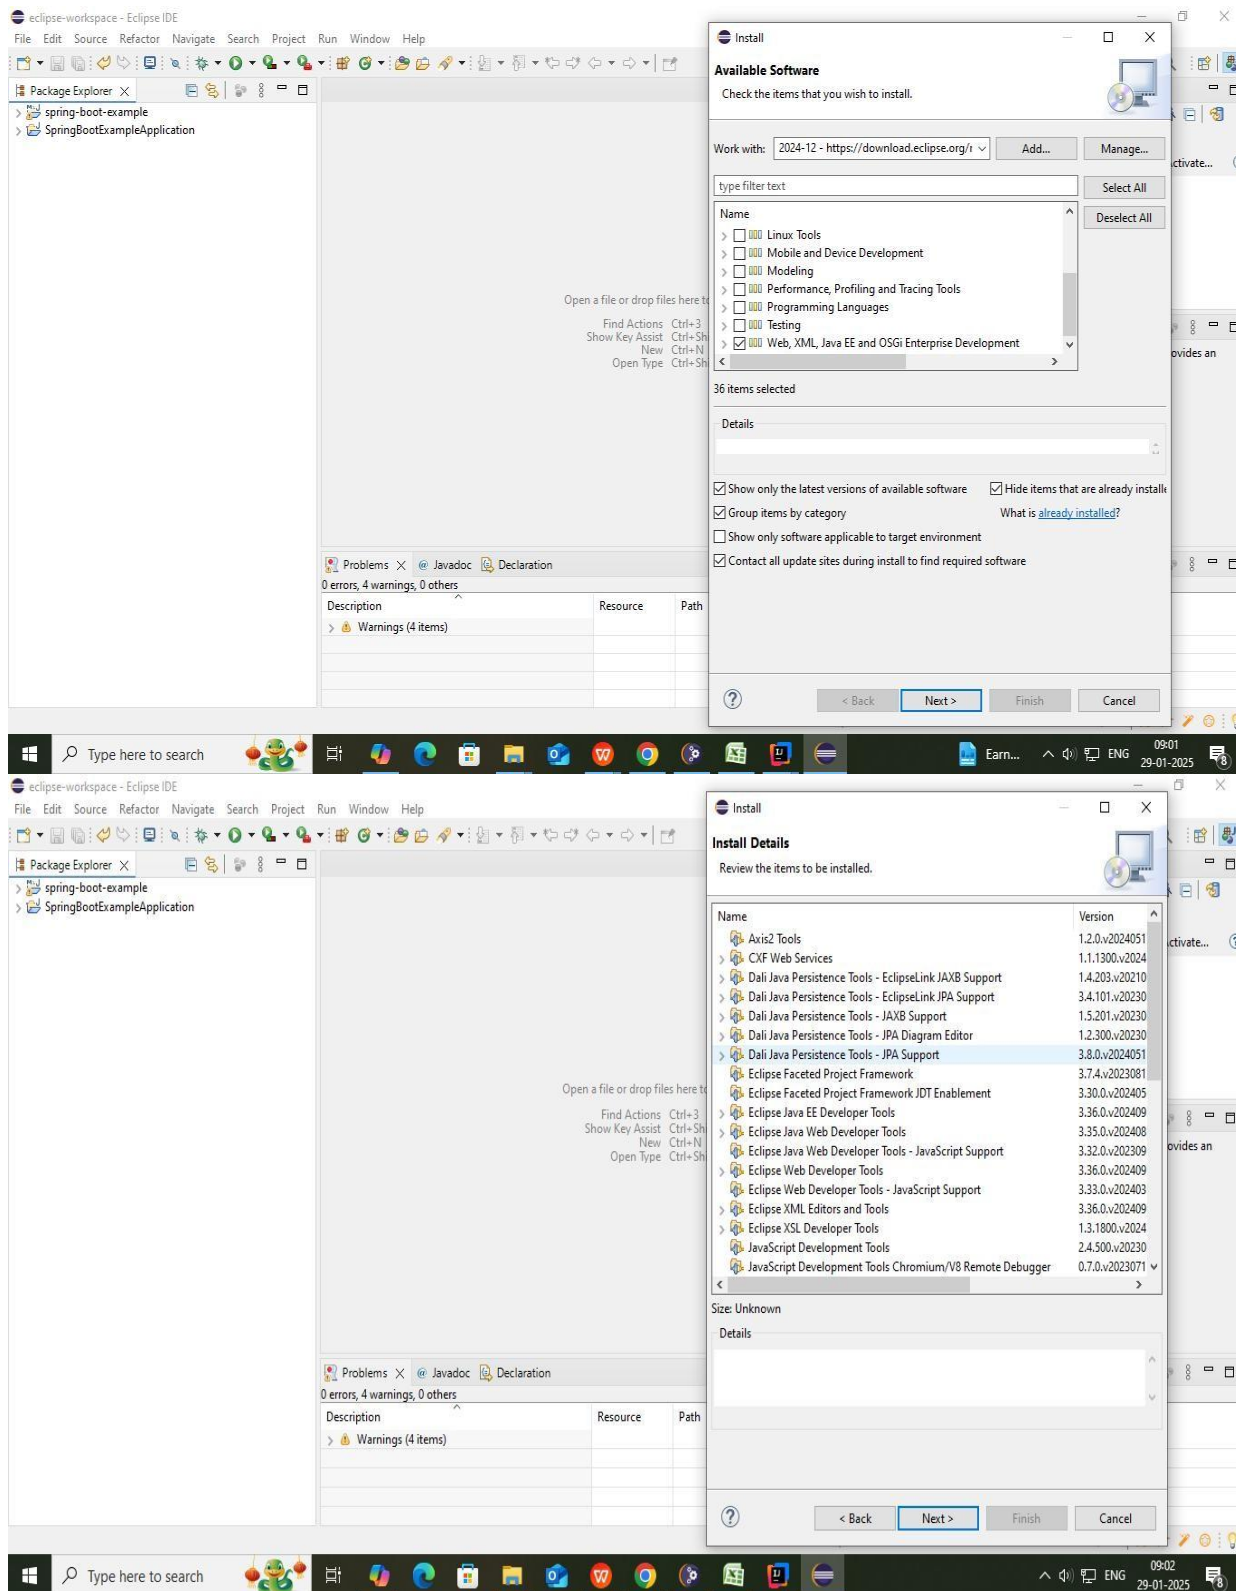 eclipse-workspace - Eclipse IDE
File Edit Source Refactor Navigate Search Project Run Window Help
Package Explorer
spring-boot-example
SpringBootExampleApplication
Open a file or drop files here to
Find Actions Ctrl+3
Show Key Assist Ctrl+Sh
New Ctrl+N
Open Type Ctrl+Sh
Problems @ Javadoc Declaration
0 errors, 4 warnings, 0 others
Description Resource Path
Warnings (4 items)
Install
Available Software
Check the items that you wish to install.
Work with: 2024-12 - https://download.eclipse.org/r Add... Manage...
type filter text Select All
Name Deselect All
Linux Tools
Mobile and Device Development
Modeling
Performance, Profiling and Tracing Tools
Programming Languages
Testing
Web, XML, Java EE and OSGi Enterprise Development
36 items selected
Details
Show only the latest versions of available software Hide items that are already installe
Group items by category What is already installed?
Show only software applicable to target environment
Contact all update sites during install to find required software
< Back Next > Finish Cancel
ctivate...
ovides an
Type here to search Earn... ENG 09:01
29-01-2025 8
eclipse-workspace - Eclipse IDE
File Edit Source Refactor Navigate Search Project Run Window Help
Package Explorer
spring-boot-example
SpringBootExampleApplication
Open a file or drop files here to
Find Actions Ctrl+3
Show Key Assist Ctrl+Sh
New Ctrl+N
Open Type Ctrl+Sh
Problems @ Javadoc Declaration
0 errors, 4 warnings, 0 others
Description Resource Path
Warnings (4 items)
Install
Install Details
Review the items to be installed.
Name Version
Axis2 Tools 1.2.0.v2024051
CXF Web Services 1.1.1300.v2024
Dali Java Persistence Tools - EclipseLink JAXB Support 1.4.203.v20210
Dali Java Persistence Tools - EclipseLink JPA Support 3.4.101.v20230
Dali Java Persistence Tools - JAXB Support 1.5.201.v20230
Dali Java Persistence Tools - JPA Diagram Editor 1.2.300.v20230
Dali Java Persistence Tools - JPA Support 3.8.0.v2024051
Eclipse Faceted Project Framework 3.7.4.v2023081
Eclipse Faceted Project Framework JDT Enablement 3.30.0.v202405
Eclipse Java EE Developer Tools 3.36.0.v202409
Eclipse Java Web Developer Tools 3.35.0.v202408
Eclipse Java Web Developer Tools - JavaScript Support 3.32.0.v202309
Eclipse Web Developer Tools 3.36.0.v202409
Eclipse Web Developer Tools - JavaScript Support 3.33.0.v202403
Eclipse XML Editors and Tools 3.36.0.v202409
Eclipse XSL Developer Tools 1.3.1800.v2024
JavaScript Development Tools 2.4.500.v20230
JavaScript Development Tools Chromium/V8 Remote Debugger 0.7.0.v2023071
Size: Unknown
Details
< Back Next > Finish Cancel
ctivate...
ovides an
Type here to search ENG 09:02
29-01-2025 8